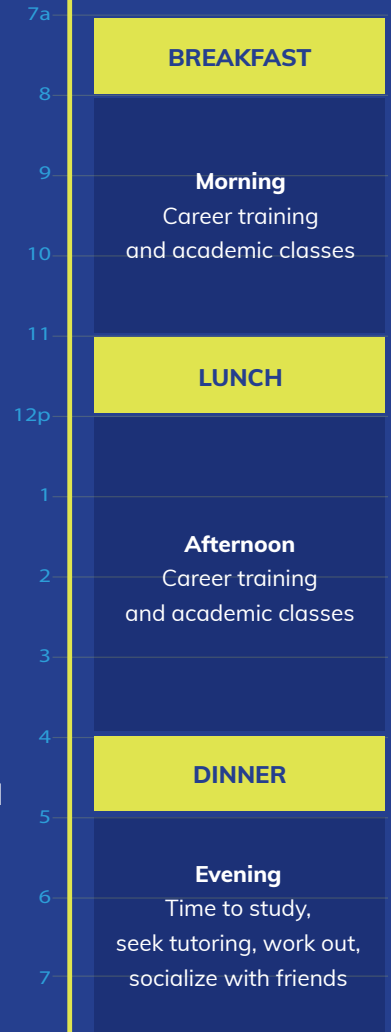 7a
BREAKFAST
8
9
Morning
Career training
10
and academic classes
11
LUNCH
12p
1
Afternoon
2
Career training
and academic classes
3
4
DINNER
5
Evening
6
Time to study,
seek tutoring, work out,
7
socialize with friends